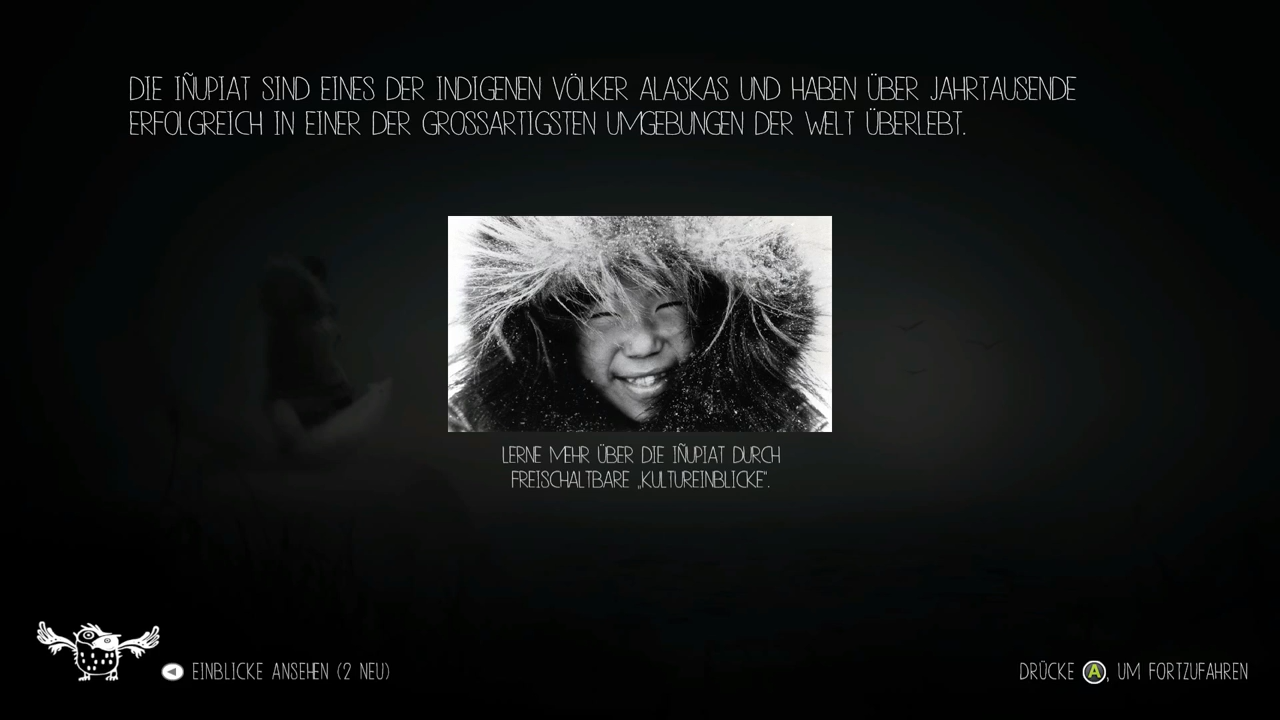 DIE IÑUPIAT SIND EINES DER INDIGENEN VÖLKER ALASKAS UND HABEN ÜBER JAHRTAUSENDE
ERFOLGREICH IN EINER DER GROSSARTIGSTEN UMGEBUNGEN DER WELT ÜBERLEBT.
LERNE MEHR ÜBER DIE IÑUPIAT DURCH
FREISCHALTBARE „KULTUREINBLICKE“.
EINBLICKE ANSEHEN (2 NEU)
DRÜCKE A, UM FORTZUFAHREN